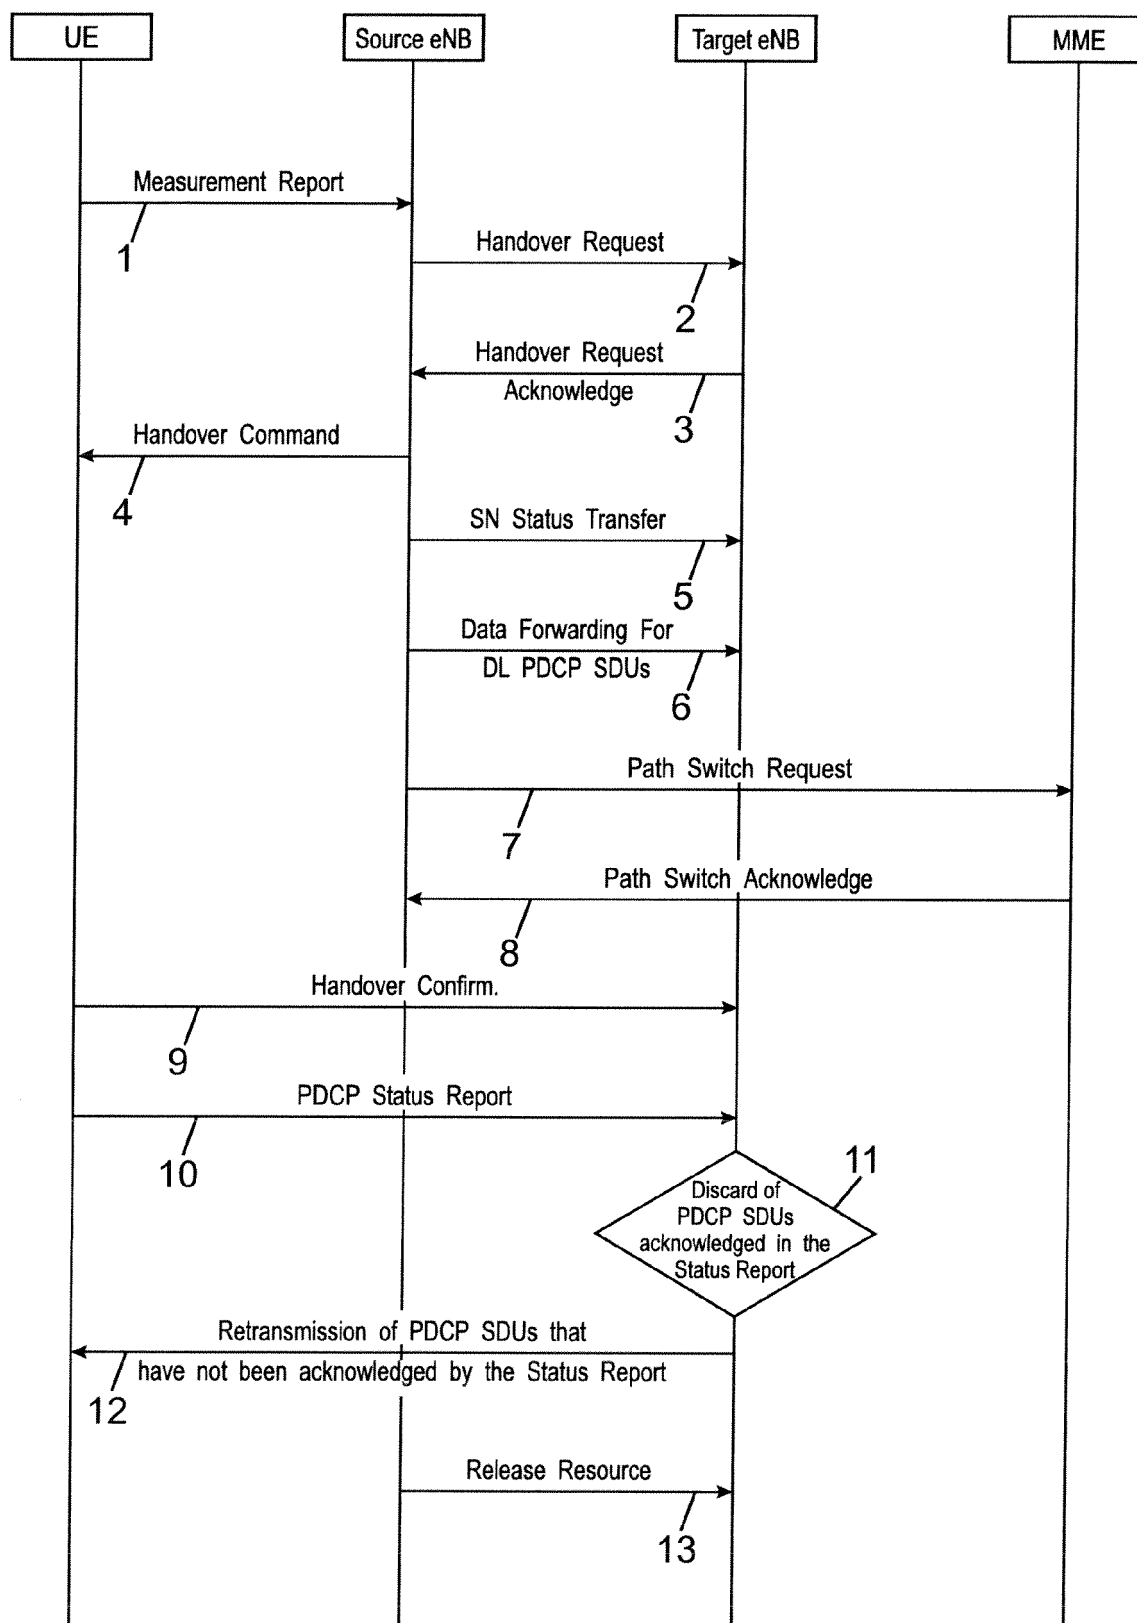 UE
Source eNB
Target eNB
MME
Measurement Report
1
Handover Request
2
Handover Request
Acknowledge
3
Handover Command
4
SN Status Transfer
5
Data Forwarding For
DL PDCP SDUs
6
Path Switch Request
7
Path Switch Acknowledge
8
Handover Confirm.
9
PDCP Status Report
10
11
Discard of
PDCP SDUs
acknowledged in the
Status Report
Retransmission of PDCP SDUs that
have not been acknowledged by the Status Report
12
Release Resource
13